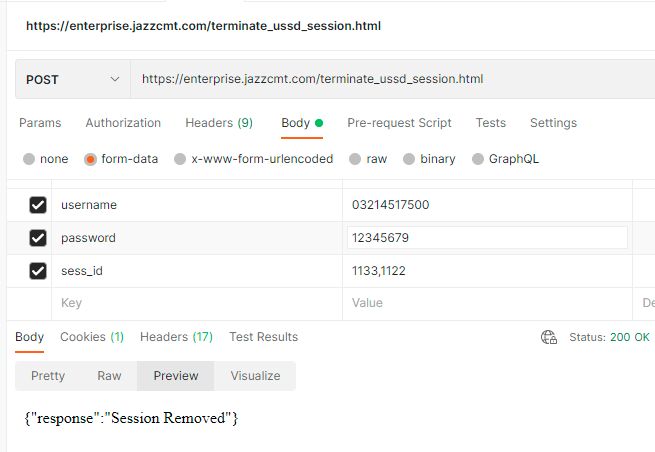 https://enterprise.jazzcmt.com/terminate_ussd_session.html
POST https://enterprise.jazzcmt.com/terminate_ussd_session.html
Params Authorization Headers (9) Body Pre-request Script Tests Settings
none form-data x-www-form-urlencoded raw binary GraphQL
username 03214517500
password 12345679
sess_id 1133,1122
Key Value De
Body Cookies (1) Headers (17) Test Results Status: 200 OK
Pretty Raw Preview Visualize
{"response":"Session Removed"}